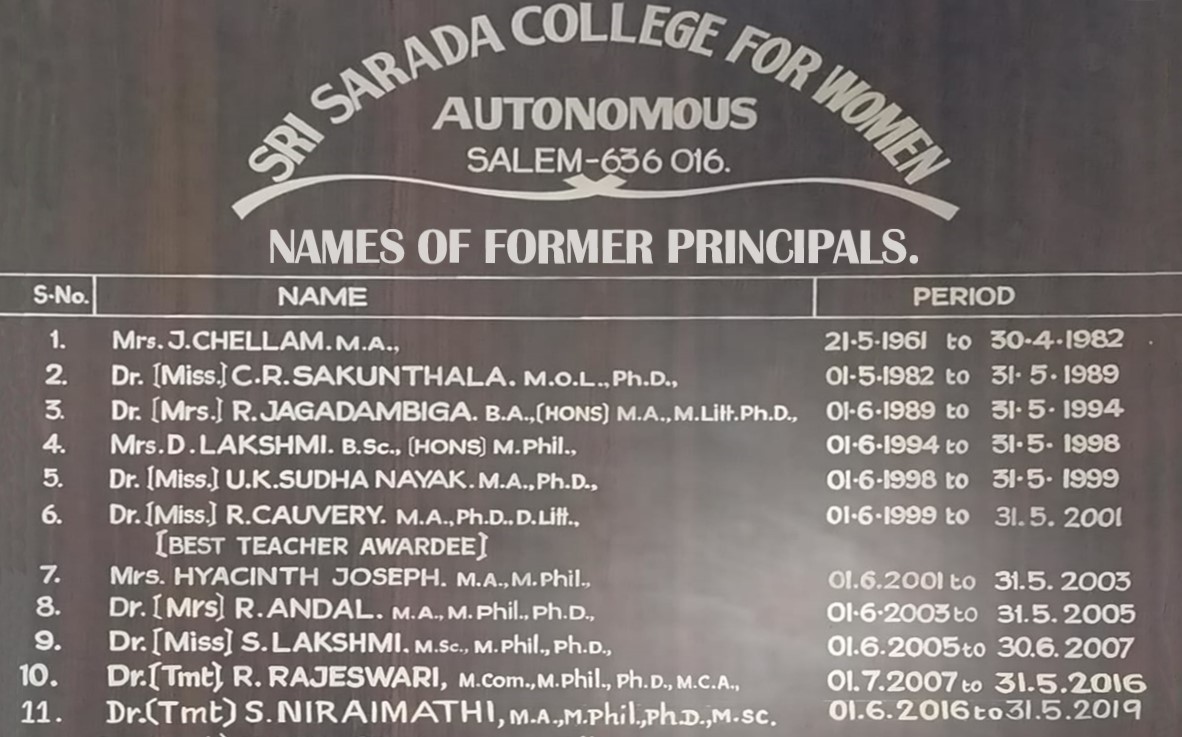 SRI SARADA COLLEGE FOR WOMEN
AUTONOMOUS
SALEM-636 016.
NAMES OF FORMER PRINCIPALS.
S.No. NAME PERIOD
1. Mrs. J.CHELLAM. M.A., 21.5.1961 to 30.4.1982
2. Dr. [Miss.] C.R.SAKUNTHALA. M.O.L., Ph.D., 01.5.1982 to 31.5.1989
3. Dr. [Mrs.] R.JAGADAMBIGA. B.A.,(HONS) M.A., M.Litt.Ph.D., 01.6.1989 to 31.5.1994
4. Mrs. D. LAKSHMI. B.Sc., (HONS) M.Phil., 01.6.1994 to 31.5.1998
5. Dr. [Miss.] U.K.SUDHA NAYAK. M.A., Ph.D., 01.6.1998 to 31.5.1999
6. Dr. [Miss.] R.CAUVERY. M.A., Ph.D.. D.Litt., 01.6.1999 to 31.5.2001
[BEST TEACHER AWARDEE]
7. Mrs. HYACINTH JOSEPH. M.A., M.Phil., 01.6.2001 to 31.5.2003
8. Dr. [Mrs] R.ANDAL. M.A., M.Phil., Ph.D., 01.6.2003 to 31.5.2005
9. Dr. [Miss] S.LAKSHMI. M.Sc., M.Phil., Ph.D., 01.6.2005 to 30.6.2007
10. Dr. [Tmt] R. RAJESWARI, M.Com., M.Phil., Ph.D., M.C.A., 01.7.2007 to 31.5.2016
11. Dr. (Tmt) S.NIRAIMATHI, M.A., M.Phil., Ph.D., M.sc. 01.6.2016 to 31.5.2019